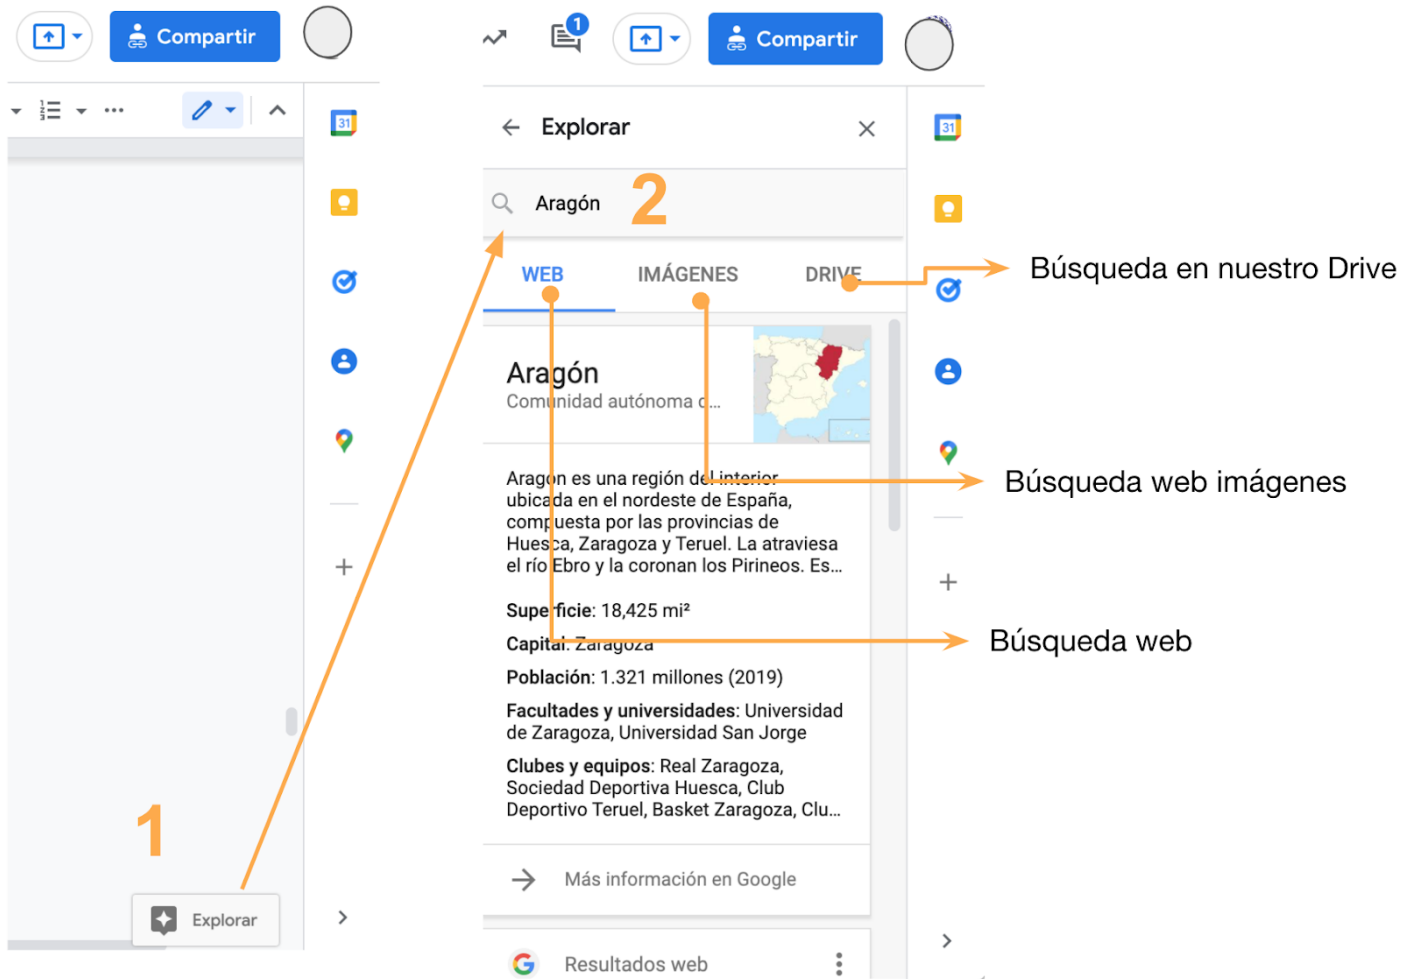 Compartir
1
Explorar
1
Compartir
31
Explorar
31
Aragón
2
WEB IMÁGENES DRIVE
Búsqueda en nuestro Drive
Aragón
Comunidad autónoma d...
Aragón es una región del interior
ubicada en el nordeste de España,
compuesta por las provincias de
Huesca, Zaragoza y Teruel. La atraviesa
el río Ebro y la coronan los Pirineos. Es...
Búsqueda web imágenes
Superficie: 18,425 mi²
Capital: Zaragoza
Búsqueda web
Población: 1.321 millones (2019)
Facultades y universidades: Universidad
de Zaragoza, Universidad San Jorge
Clubes y equipos: Real Zaragoza,
Sociedad Deportiva Huesca, Club
Deportivo Teruel, Basket Zaragoza, Clu...
Más información en Google
Resultados web